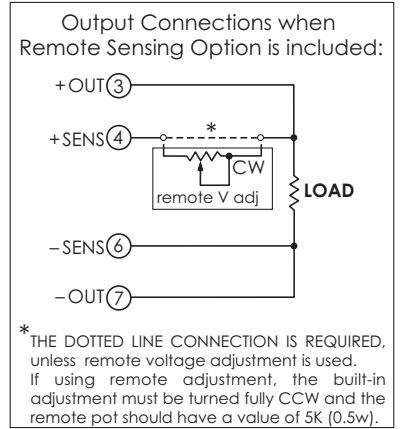 Output Connections when
Remote Sensing Option is included:
+OUT 3
+SENS 4
*
CW
remote V adj
LOAD
–SENS 6
–OUT 7
*THE DOTTED LINE CONNECTION IS REQUIRED,
unless remote voltage adjustment is used.
If using remote adjustment, the built-in
adjustment must be turned fully CCW and the
remote pot should have a value of 5K (0.5w).